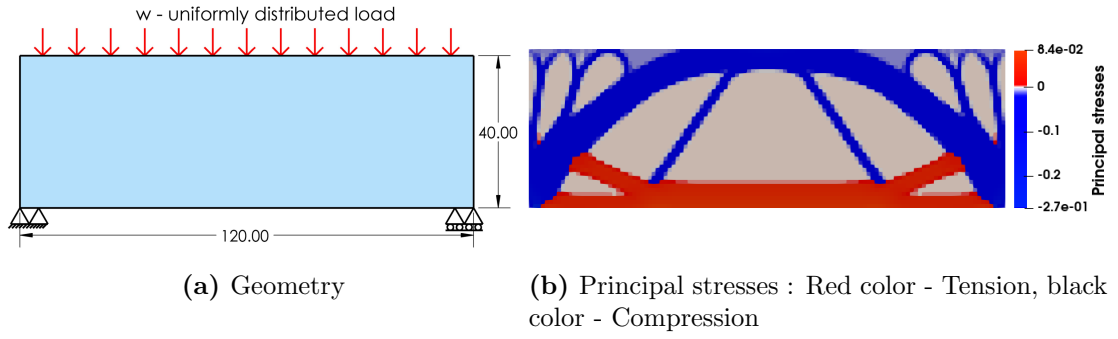 w - uniformly distributed load
40.00
120.00
(a) Geometry
8.4e-02
0
-0.1
-0.2
-2.7e-01
Principal stresses
(b) Principal stresses : Red color - Tension, black
color - Compression